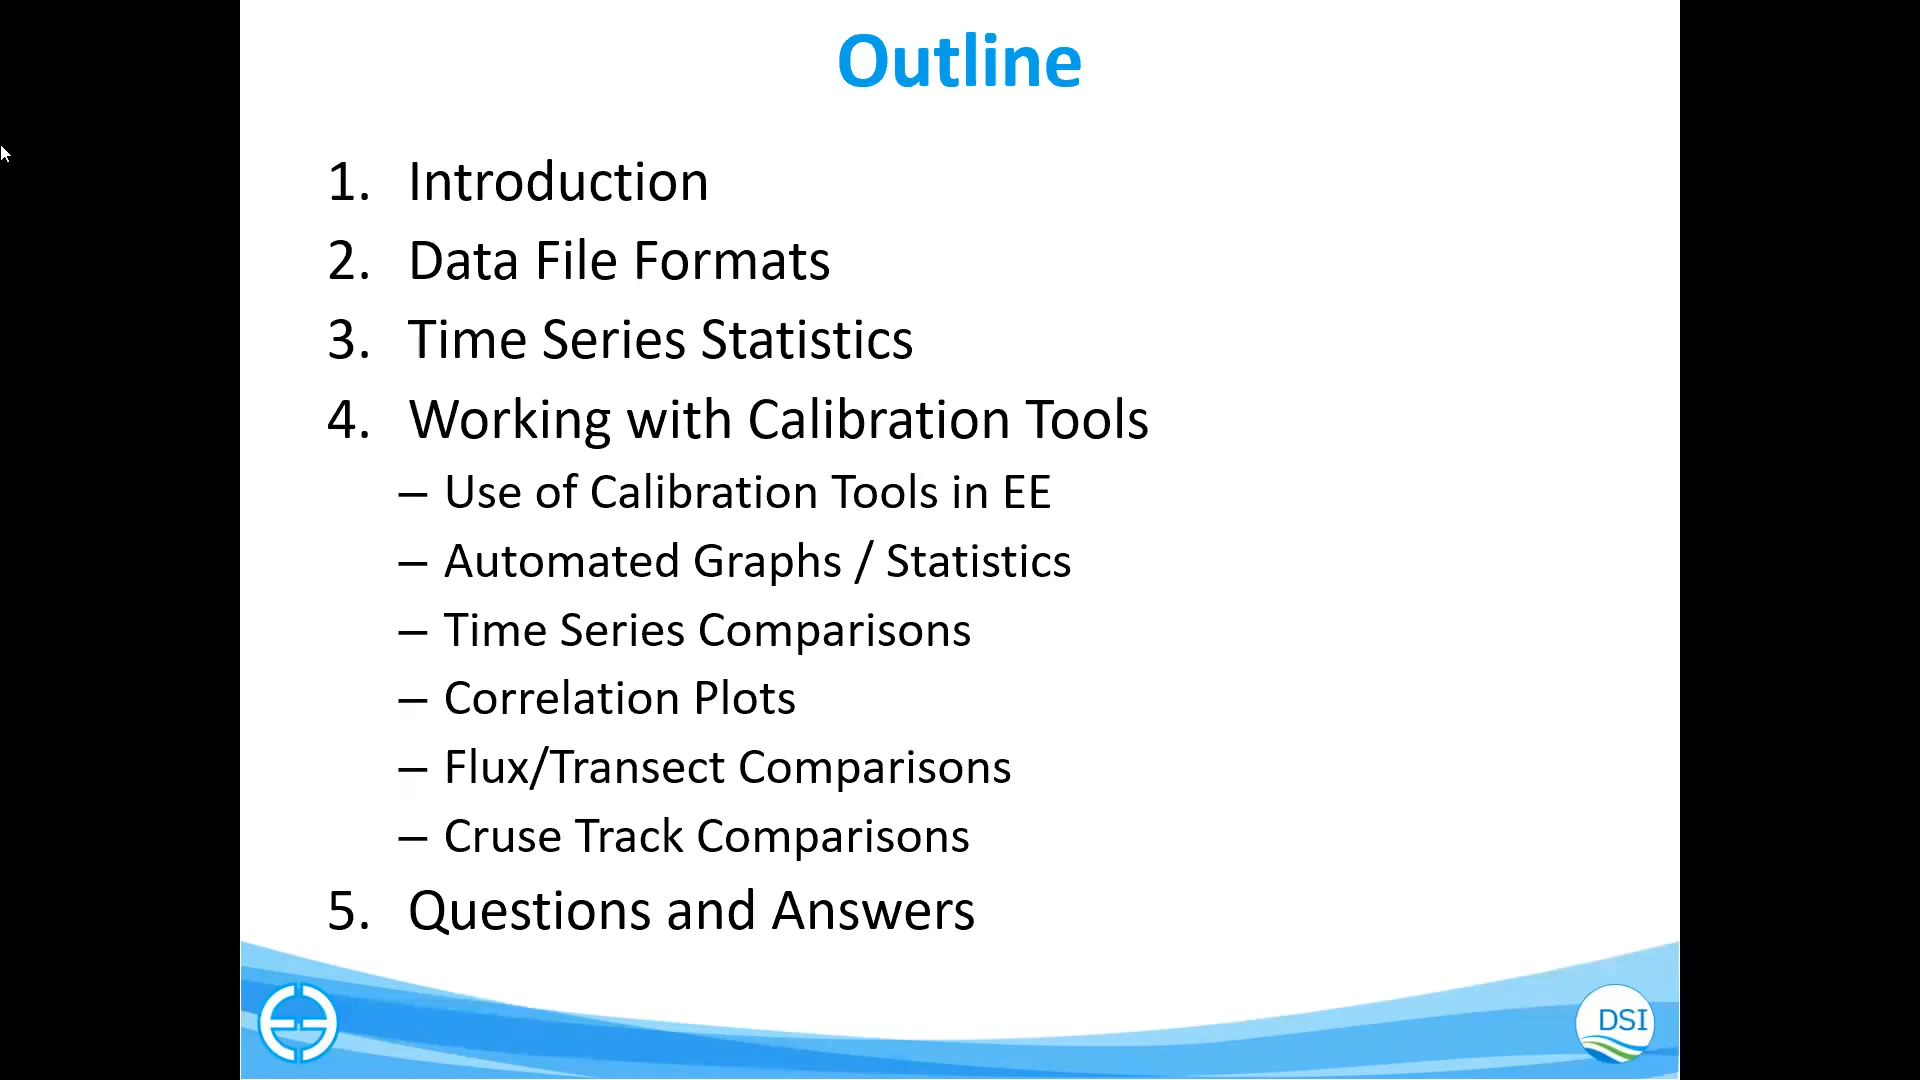 Outline
1. Introduction
2. Data File Formats
3. Time Series Statistics
4. Working with Calibration Tools
– Use of Calibration Tools in EE
– Automated Graphs / Statistics
– Time Series Comparisons
– Correlation Plots
– Flux/Transect Comparisons
– Cruse Track Comparisons
5. Questions and Answers
DSI